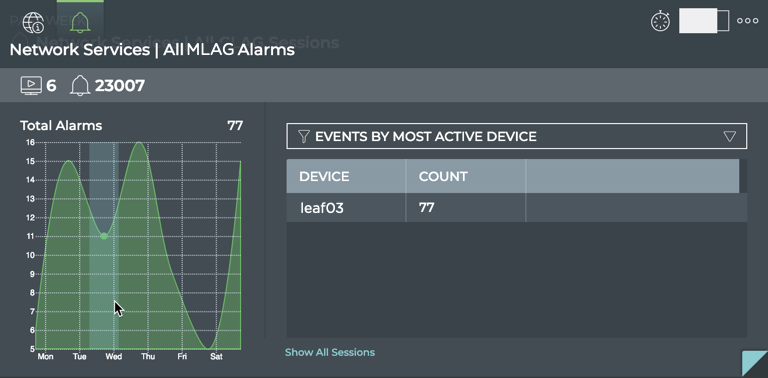 Network Services | All MLAG Alarms
6 23007
Total Alarms 77
16
15
14
13
12
11
10
9
8
7
6
5
Mon Tue Wed Thu Fri Sat
EVENTS BY MOST ACTIVE DEVICE
DEVICE COUNT
leaf03 77
Show All Sessions